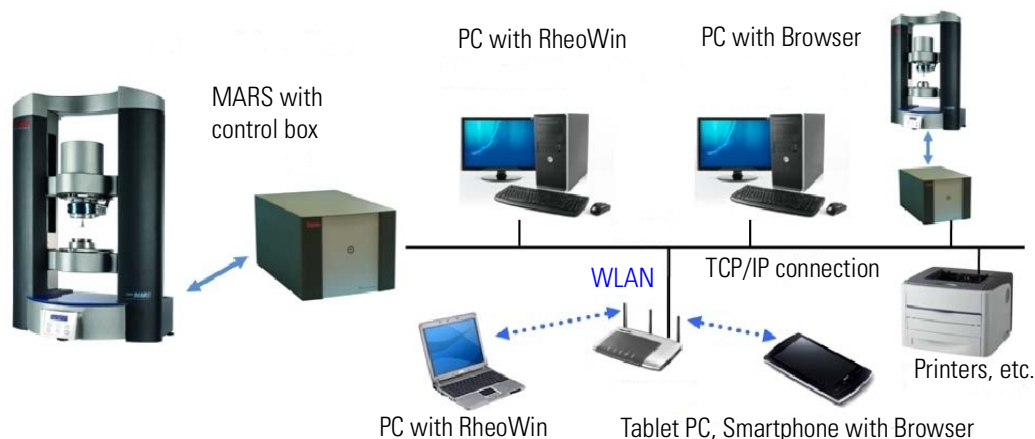 PC with RheoWin
PC with Browser
MARS with
control box
WLAN
TCP/IP connection
Printers, etc.
PC with RheoWin
Tablet PC, Smartphone with Browser